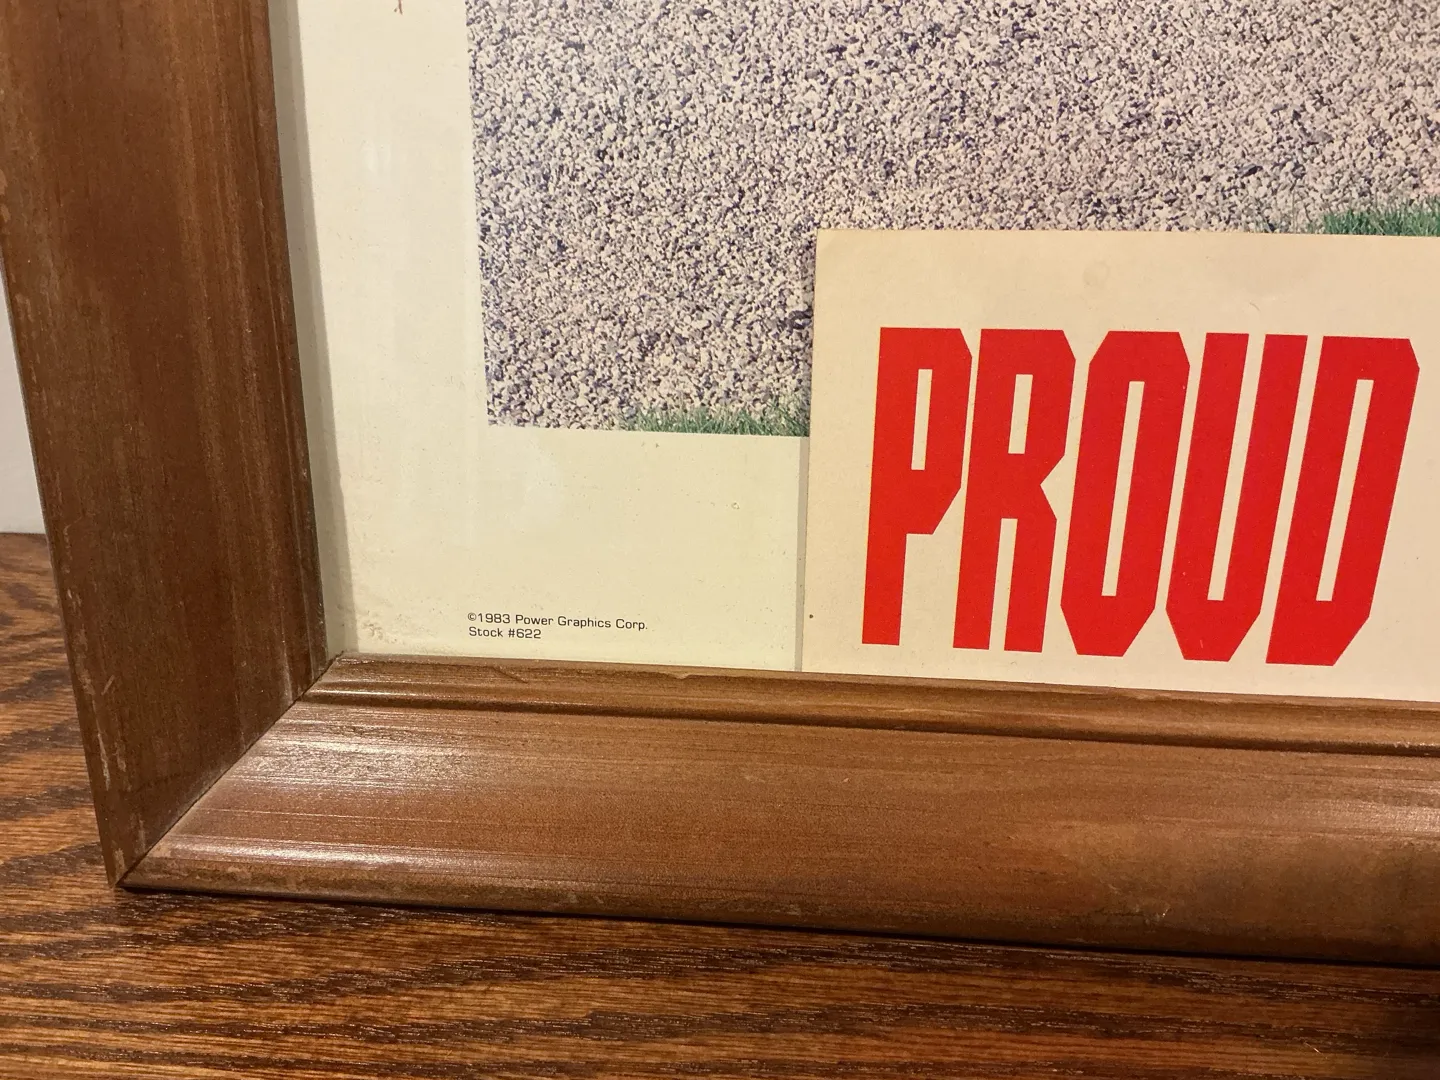 PROUD
©1983 Power Graphics Corp.
Stock #622